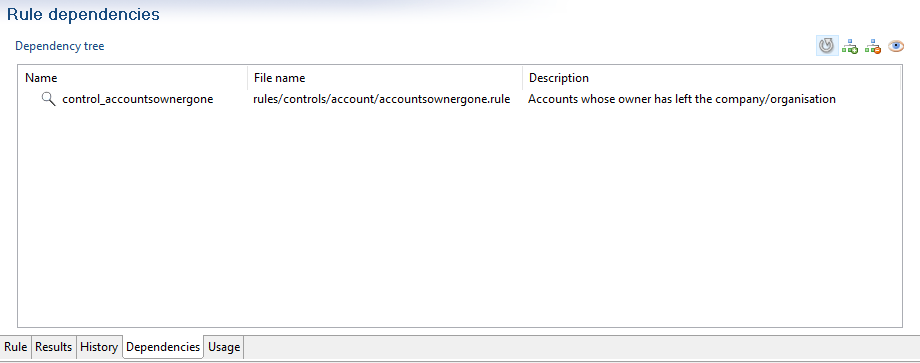 Rule dependencies
Dependency tree
Name File name Description
control_accountsownergone rules/controls/account/accountsownergone.rule Accounts whose owner has left the company/organisation
Rule Results History Dependencies Usage